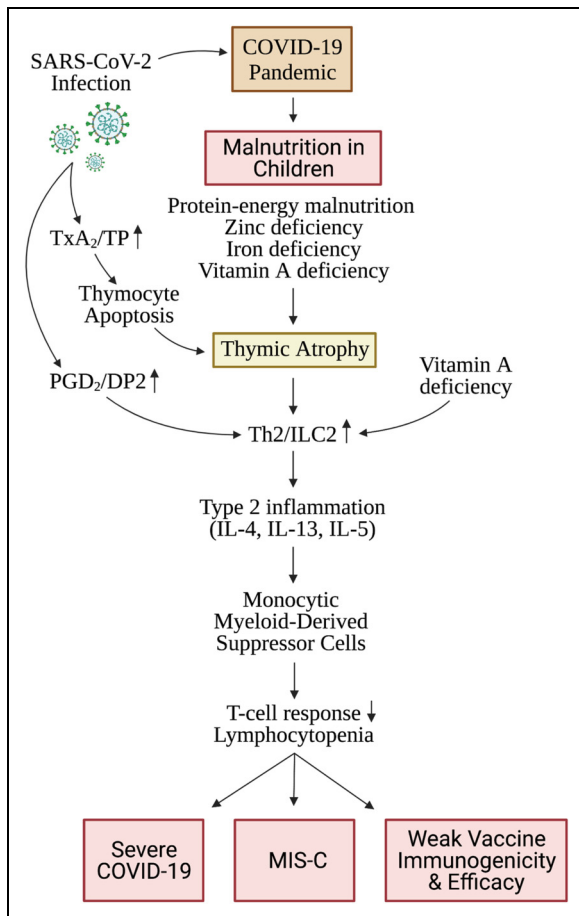 SARS-CoV-2
Infection
COVID-19
Pandemic
Malnutrition in
Children
Protein-energy malnutrition
Zinc deficiency
Iron deficiency
Vitamin A deficiency
TxA₂/TP ↑
Thymocyte
Apoptosis
Thymic Atrophy
PGD₂/DP2 ↑
Vitamin A
deficiency
Th2/ILC2 ↑
Type 2 inflammation
(IL-4, IL-13, IL-5)
Monocytic
Myeloid-Derived
Suppressor Cells
T-cell response ↓
Lymphocytopenia
Severe
COVID-19
MIS-C
Weak Vaccine
Immunogenicity
& Efficacy